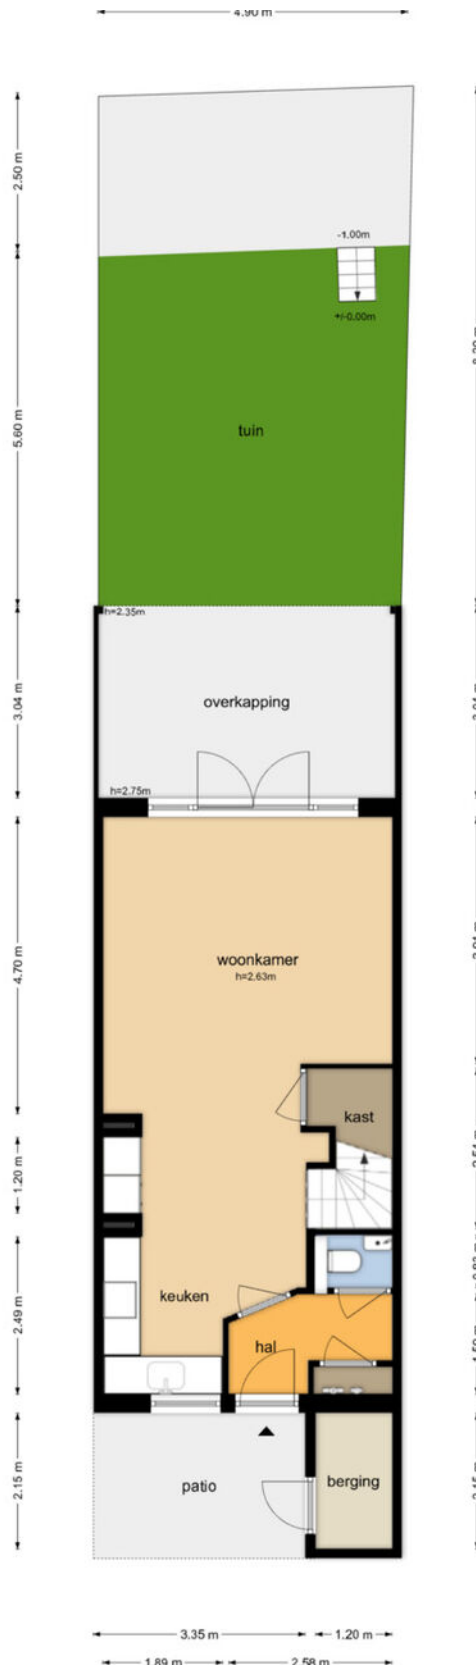 4.90 m
2.50 m
-1.00m
+/-0.00m
5.60 m
tuin
h=2.35m
3.04 m
overkapping
h=2.75m
4.70 m
woonkamer
h=2.63m
kast
1.20 m
2.49 m
keuken
hal
2.15 m
patio
berging
3.35 m
1.20 m
1.89 m
2.58 m